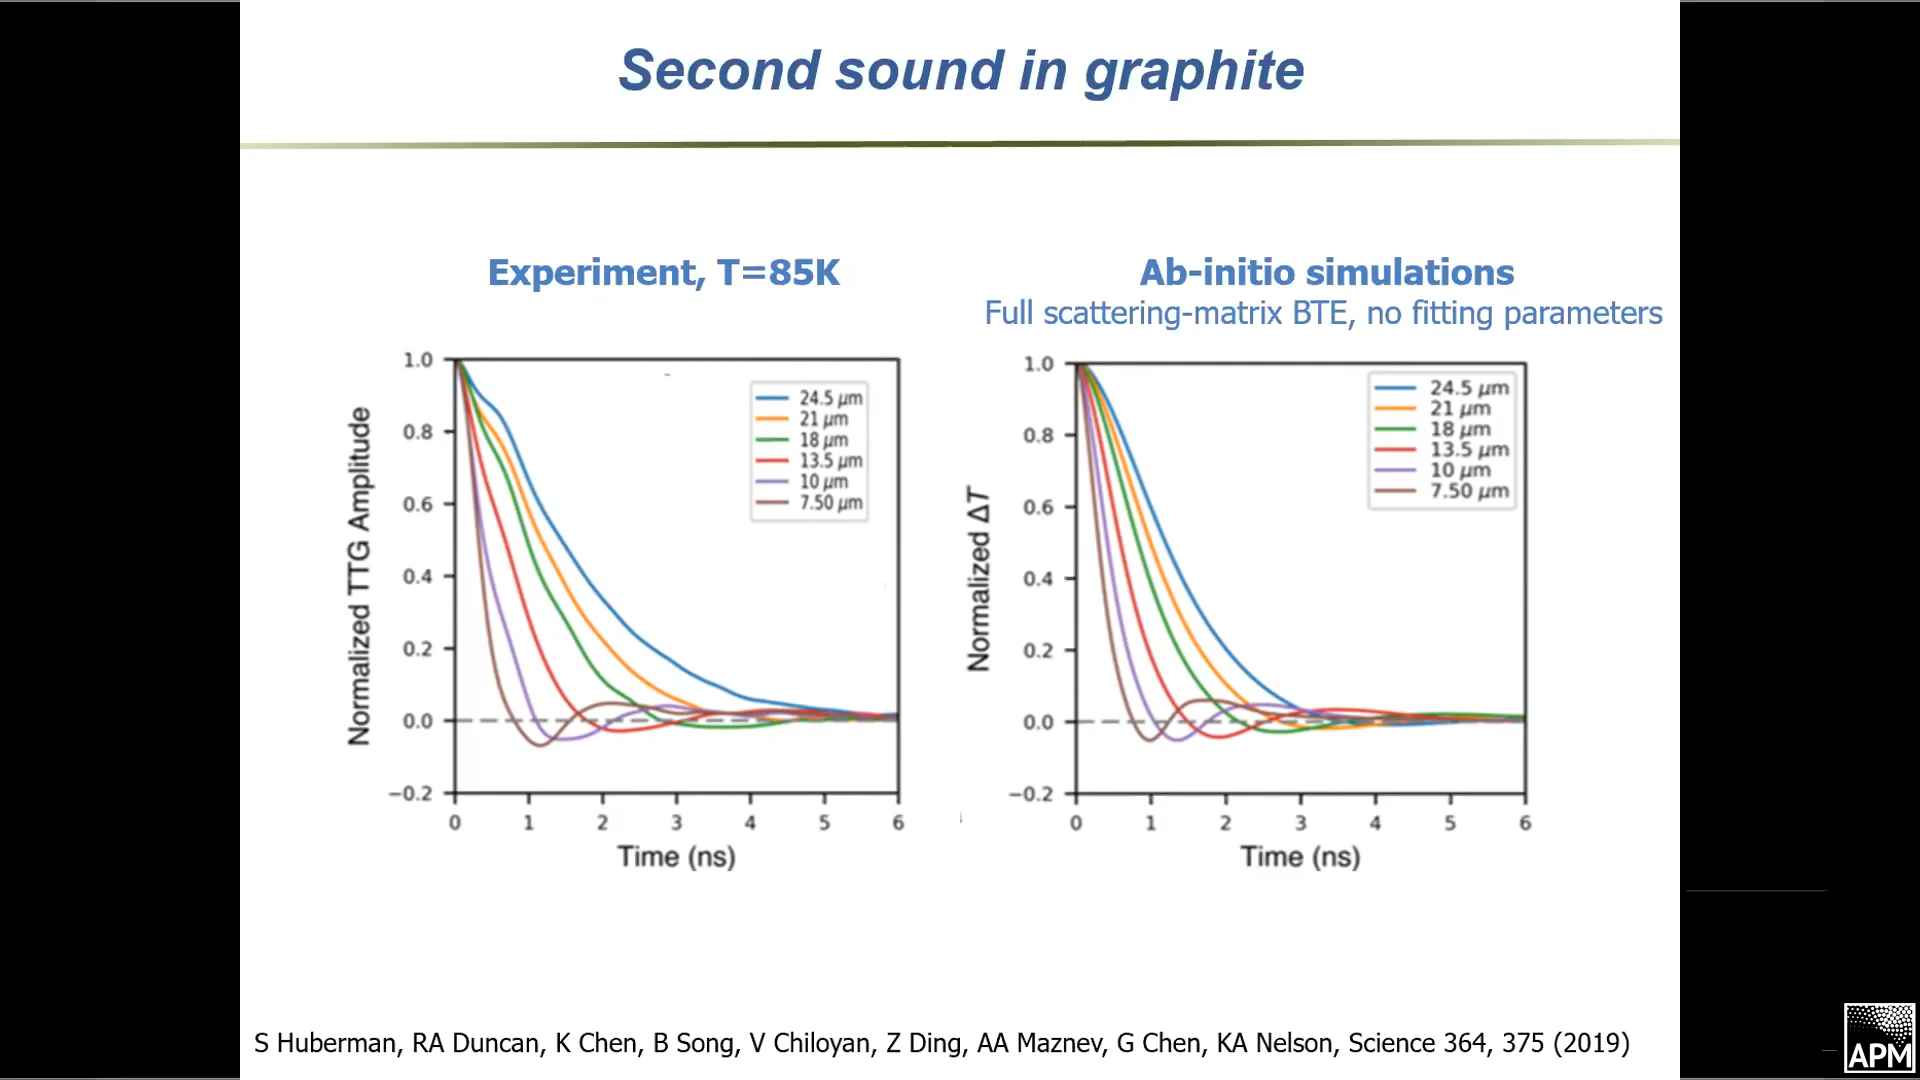 Second sound in graphite
Experiment, T=85K
1.0
0.8
0.6
0.4
0.2
0.0
−0.2
0
1
2
3
4
5
6
Normalized TTG Amplitude
Time (ns)
24.5 μm
21 μm
18 μm
13.5 μm
10 μm
7.50 μm
Ab-initio simulations
Full scattering-matrix BTE, no fitting parameters
1.0
0.8
0.6
0.4
0.2
0.0
−0.2
0
1
2
3
4
5
6
Normalized ΔT
Time (ns)
24.5 μm
21 μm
18 μm
13.5 μm
10 μm
7.50 μm
S Huberman, RA Duncan, K Chen, B Song, V Chiloyan, Z Ding, AA Maznev, G Chen, KA Nelson, Science 364, 375 (2019)
APM